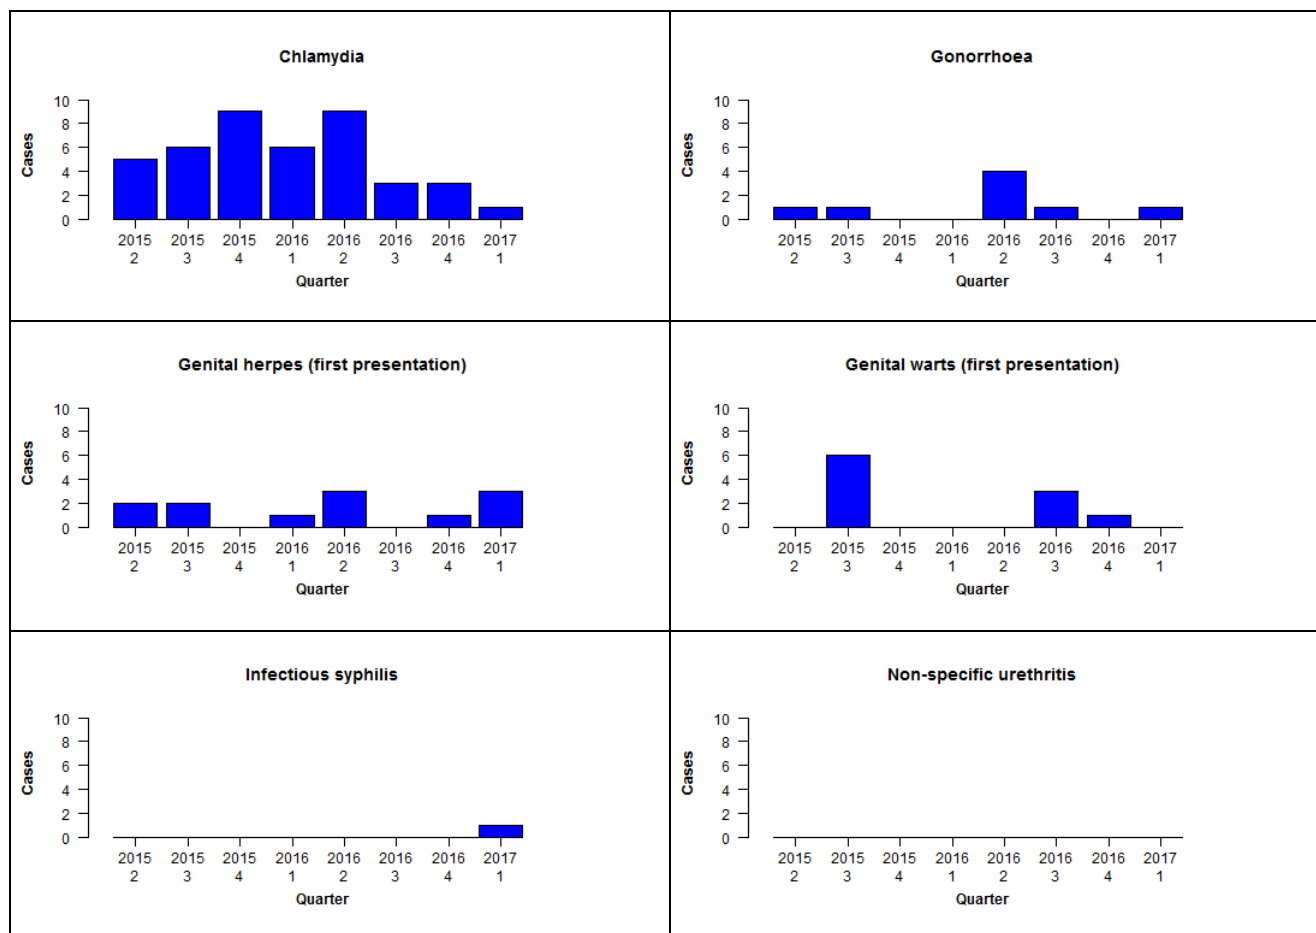 Chlamydia
10
8
6
4
2
0
Cases
2015 2015 2015 2016 2016 2016 2016 2017
2 3 4 1 2 3 4 1
Quarter
Gonorrhoea
10
8
6
4
2
0
Cases
2015 2015 2015 2016 2016 2016 2016 2017
2 3 4 1 2 3 4 1
Quarter
Genital herpes (first presentation)
10
8
6
4
2
0
Cases
2015 2015 2015 2016 2016 2016 2016 2017
2 3 4 1 2 3 4 1
Quarter
Genital warts (first presentation)
10
8
6
4
2
0
Cases
2015 2015 2015 2016 2016 2016 2016 2017
2 3 4 1 2 3 4 1
Quarter
Infectious syphilis
10
8
6
4
2
0
Cases
2015 2015 2015 2016 2016 2016 2016 2017
2 3 4 1 2 3 4 1
Quarter
Non-specific urethritis
10
8
6
4
2
0
Cases
2015 2015 2015 2016 2016 2016 2016 2017
2 3 4 1 2 3 4 1
Quarter